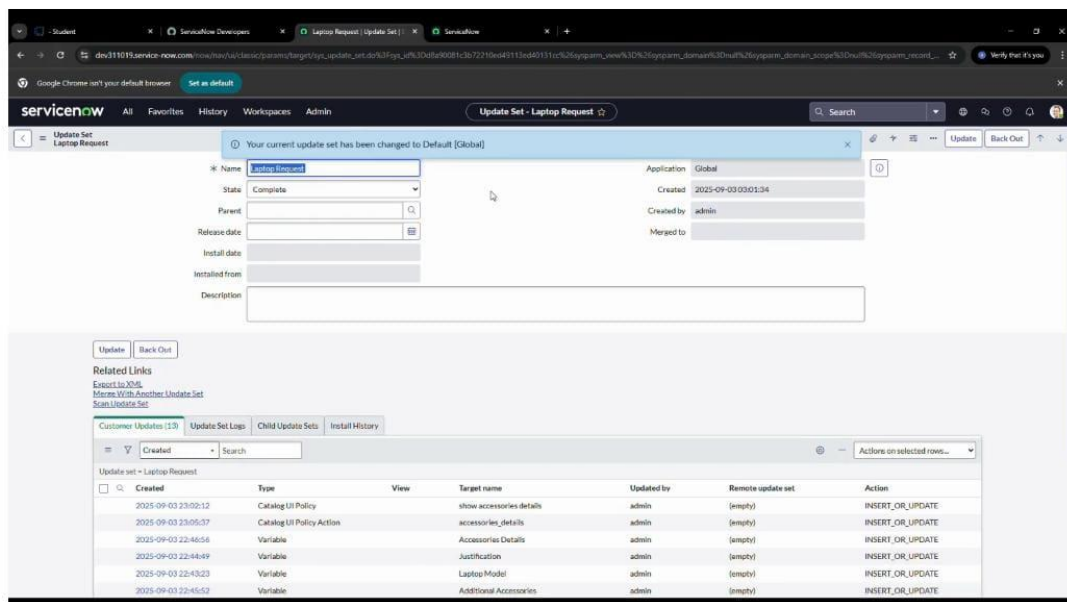 - Student
ServiceNow Developers
Laptop Request | Update Set |
ServiceNow
Verify that it's you
Google Chrome isn't your default browser Set as default
servicenow All Favorites History Workspaces Admin Update Set - Laptop Request Search
Update Set
Laptop Request
Your current update set has been changed to Default [Global]
Update Back Out
Name Laptop Request Application Global
State Complete Created 2025-09-03 03:01:34
Parent Created by admin
Release date Merged to
Install date
Installed from
Description
Update Back Out
Related Links
Export to XML
Merge With Another Update Set
Scan Update Set
Customer Updates (13) Update Set Logs Child Update Sets Install History
Created Search Actions on selected rows...
Update set = Laptop Request
Created Type View Target name Updated by Remote update set Action
2025-09-03 23:02:12 Catalog UI Policy show accessories details admin (empty) INSERT_OR_UPDATE
2025-09-03 23:05:37 Catalog UI Policy Action accessories_details admin (empty) INSERT_OR_UPDATE
2025-09-03 22:46:56 Variable Accessories Details admin (empty) INSERT_OR_UPDATE
2025-09-03 22:44:49 Variable Justification admin (empty) INSERT_OR_UPDATE
2025-09-03 22:43:23 Variable Laptop Model admin (empty) INSERT_OR_UPDATE
2025-09-03 22:45:52 Variable Additional Accessories admin (empty) INSERT_OR_UPDATE